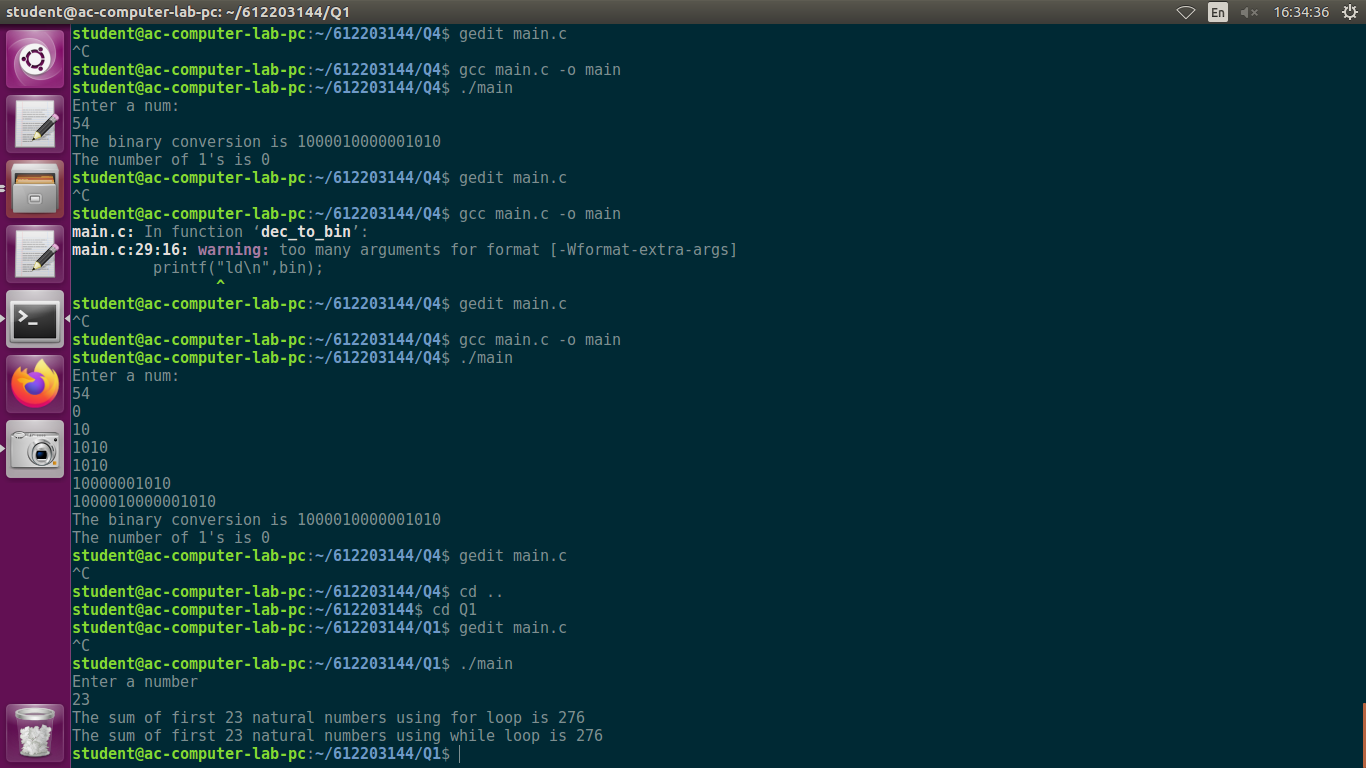 student@ac-computer-lab-pc: ~/612203144/Q1
En
16:34:36
student@ac-computer-lab-pc:~/612203144/Q4$ gedit main.c
^C
student@ac-computer-lab-pc:~/612203144/Q4$ gcc main.c -o main
student@ac-computer-lab-pc:~/612203144/Q4$ ./main
Enter a num:
54
The binary conversion is 1000010000001010
The number of 1's is 0
student@ac-computer-lab-pc:~/612203144/Q4$ gedit main.c
^C
student@ac-computer-lab-pc:~/612203144/Q4$ gcc main.c -o main
main.c: In function ‘dec_to_bin’:
main.c:29:16: warning: too many arguments for format [-Wformat-extra-args]
         printf("ld\n",bin);
                ^
student@ac-computer-lab-pc:~/612203144/Q4$ gedit main.c
^C
student@ac-computer-lab-pc:~/612203144/Q4$ gcc main.c -o main
student@ac-computer-lab-pc:~/612203144/Q4$ ./main
Enter a num:
54
0
10
1010
1010
10000001010
1000010000001010
The binary conversion is 1000010000001010
The number of 1's is 0
student@ac-computer-lab-pc:~/612203144/Q4$ gedit main.c
^C
student@ac-computer-lab-pc:~/612203144/Q4$ cd ..
student@ac-computer-lab-pc:~/612203144$ cd Q1
student@ac-computer-lab-pc:~/612203144/Q1$ gedit main.c
^C
student@ac-computer-lab-pc:~/612203144/Q1$ ./main
Enter a number
23
The sum of first 23 natural numbers using for loop is 276
The sum of first 23 natural numbers using while loop is 276
student@ac-computer-lab-pc:~/612203144/Q1$